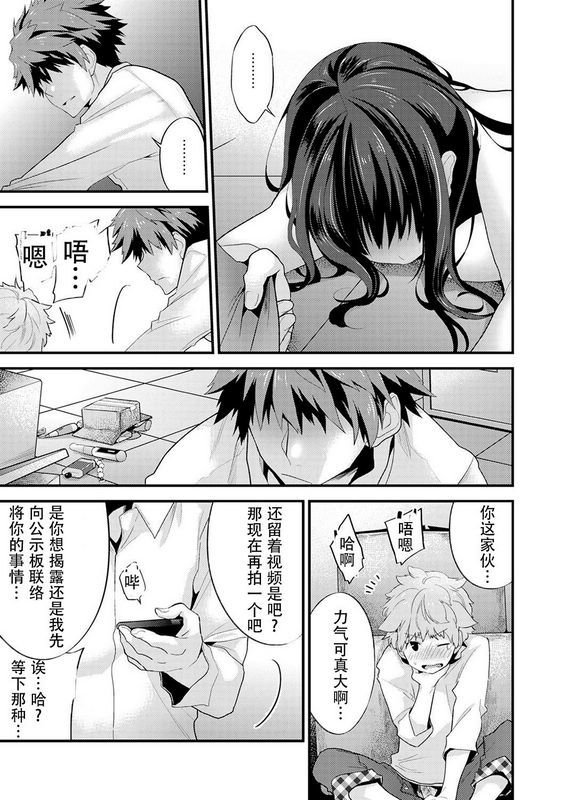 ……
……
唔…
嗯
你这家伙…
唔嗯
哈啊
力气可真大啊…
还留着视频是吧?
那现在再拍一个吧
哔
是你想揭露还是我先
向公示板联络
将你的事情…
诶…哈?
等下那种…